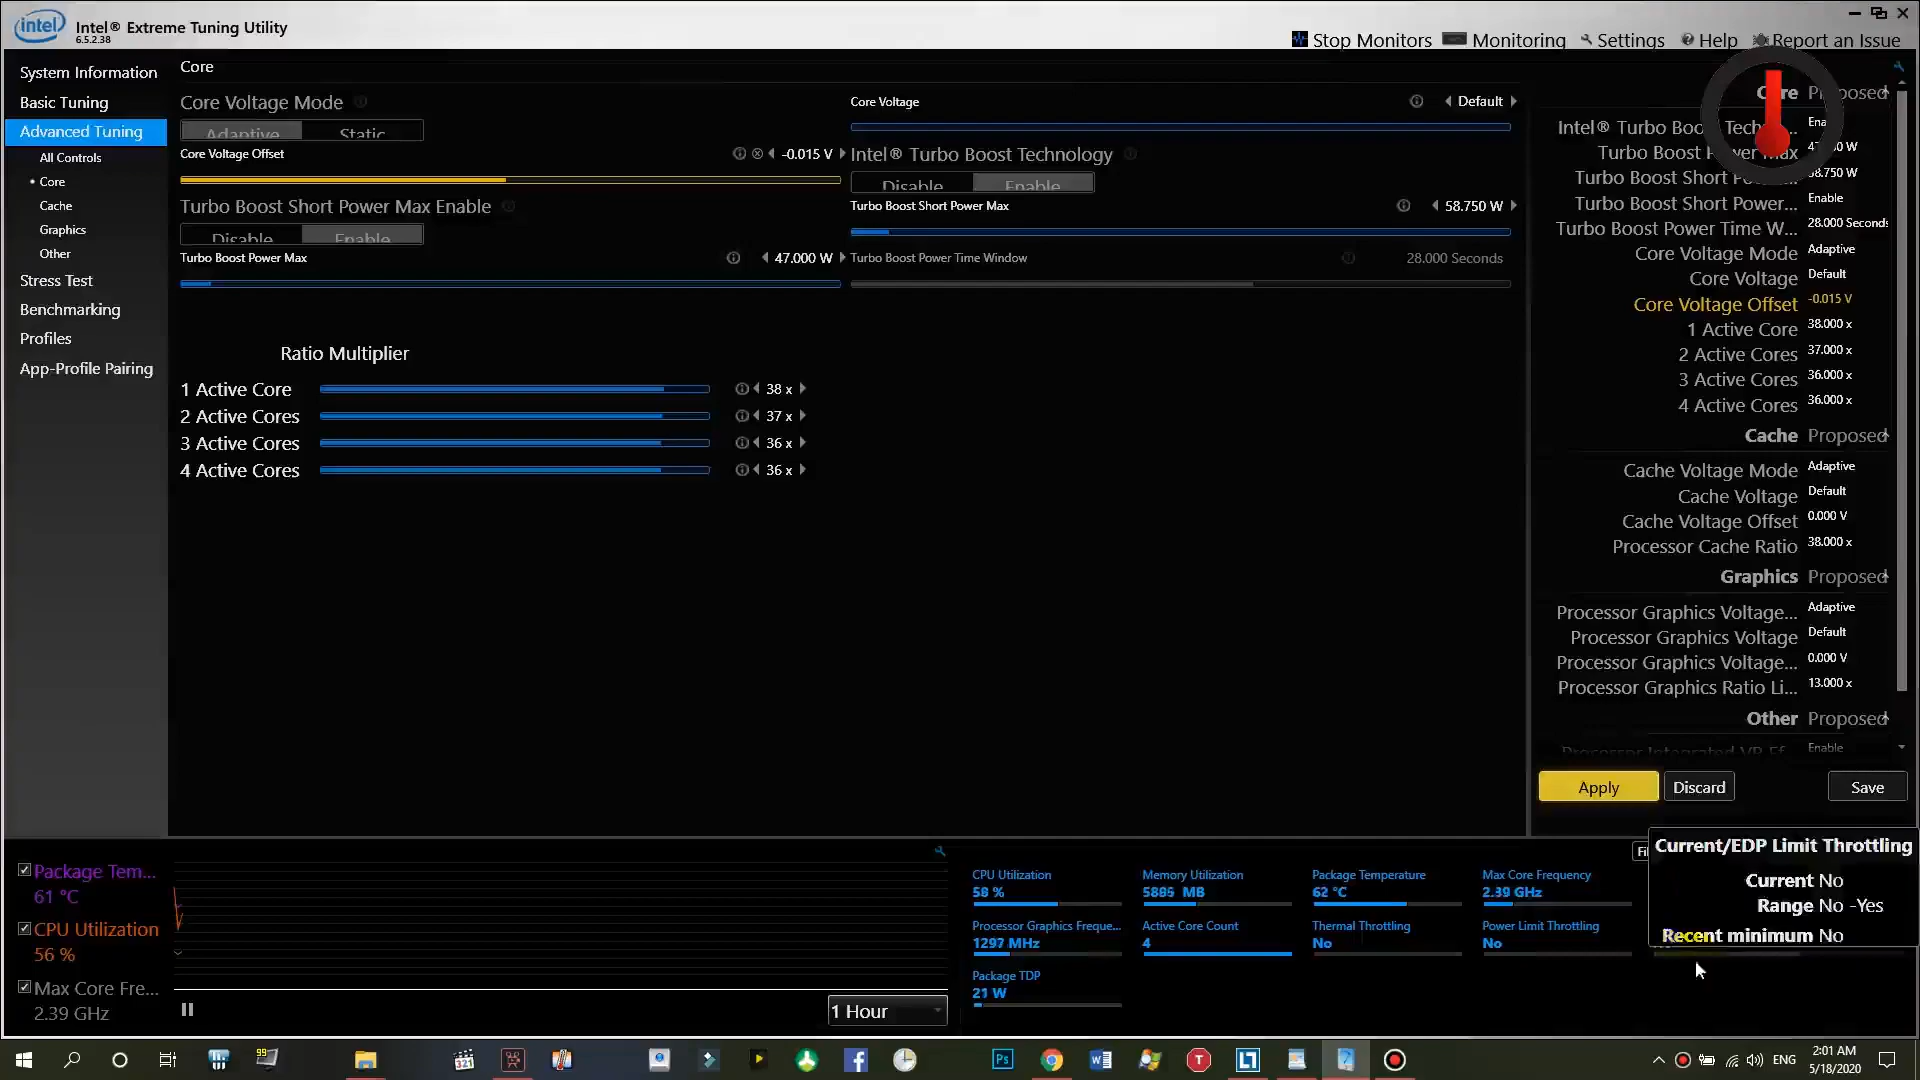 intel
Intel® Extreme Tuning Utility
6.5.2.38
Stop Monitors
Monitoring
Settings
Help
Report an Issue
System Information
Basic Tuning
Advanced Tuning
All Controls
• Core
Cache
Graphics
Other
Stress Test
Benchmarking
Profiles
App-Profile Pairing
Core
Core Voltage Mode
Adaptive Static
Core Voltage Offset -0.015 V
Turbo Boost Short Power Max Enable
Disable Enable
Turbo Boost Power Max 47.000 W
Core Voltage Default
Intel® Turbo Boost Technology
Disable Enable
Turbo Boost Short Power Max 58.750 W
Turbo Boost Power Time Window 28.000 Seconds
Ratio Multiplier
1 Active Core 38 x
2 Active Cores 37 x
3 Active Cores 36 x
4 Active Cores 36 x
Core Proposed
Intel® Turbo Boost
Turbo Boost Power Max W
Turbo Boost Short 58.750 W
Turbo Boost Short Power... Enable
Turbo Boost Power Time W... 28.000 Seconds
Core Voltage Mode Adaptive
Core Voltage Default
Core Voltage Offset -0.015 V
1 Active Core 38.000 x
2 Active Cores 37.000 x
3 Active Cores 36.000 x
4 Active Cores 36.000 x
Cache Proposed
Cache Voltage Mode Adaptive
Cache Voltage Default
Cache Voltage Offset 0.000 V
Processor Cache Ratio 38.000 x
Graphics Proposed
Processor Graphics Voltage... Adaptive
Processor Graphics Voltage Default
Processor Graphics Voltage... 0.000 V
Processor Graphics Ratio Li... 13.000 x
Other Proposed
Processor Integrated VR Ef... Enable
Apply Discard Save
Package Tem...
61 °C
CPU Utilization
56 %
Max Core Fre...
2.39 GHz
1 Hour
CPU Utilization
58 %
Memory Utilization
5885 MB
Package Temperature
62 °C
Max Core Frequency
2.39 GHz
Processor Graphics Freque...
1297 MHz
Active Core Count
4
Thermal Throttling
No
Power Limit Throttling
No
Package TDP
21 W
Current/EDP Limit Throttling
Current No
Range No -Yes
Recent minimum No
99
321
Ps
T
ENG
2:01 AM
5/18/2020